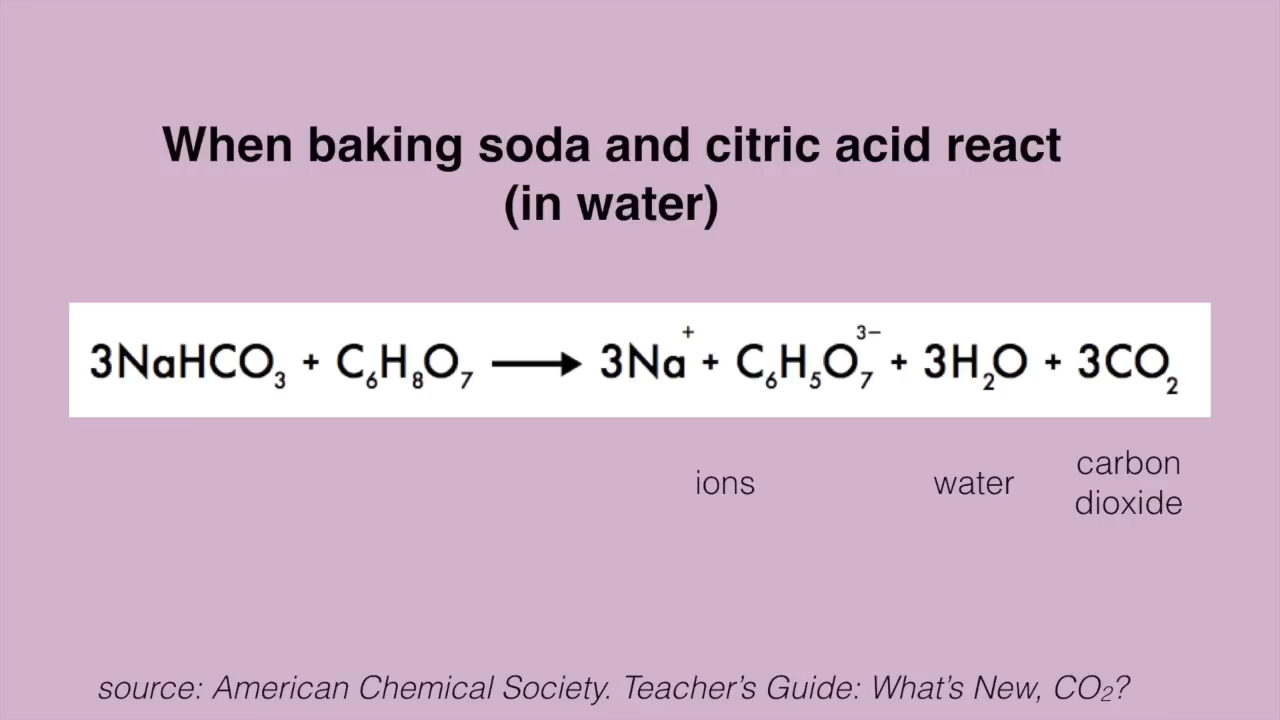 When baking soda and citric acid react
(in water)
3NaHCO₃ + C₆H₈O₇ ⟶ 3Na⁺ + C₆H₅O₇³⁻ + 3H₂O + 3CO₂
ions water carbon dioxide
source: American Chemical Society. Teacher’s Guide: What’s New, CO₂?